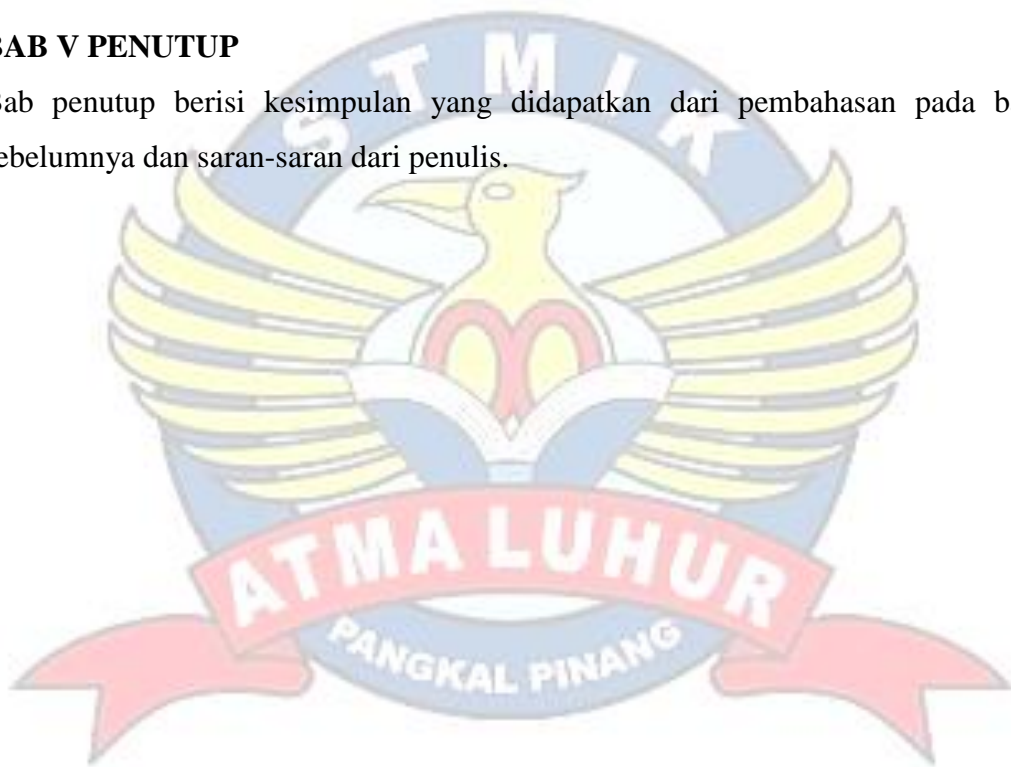 BAB V PENUTUP
Bab penutup berisi kesimpulan yang didapatkan dari pembahasan pada b
sebelumnya dan saran-saran dari penulis.
STMIK
ATMA LUHUR
PANGKAL PINANG